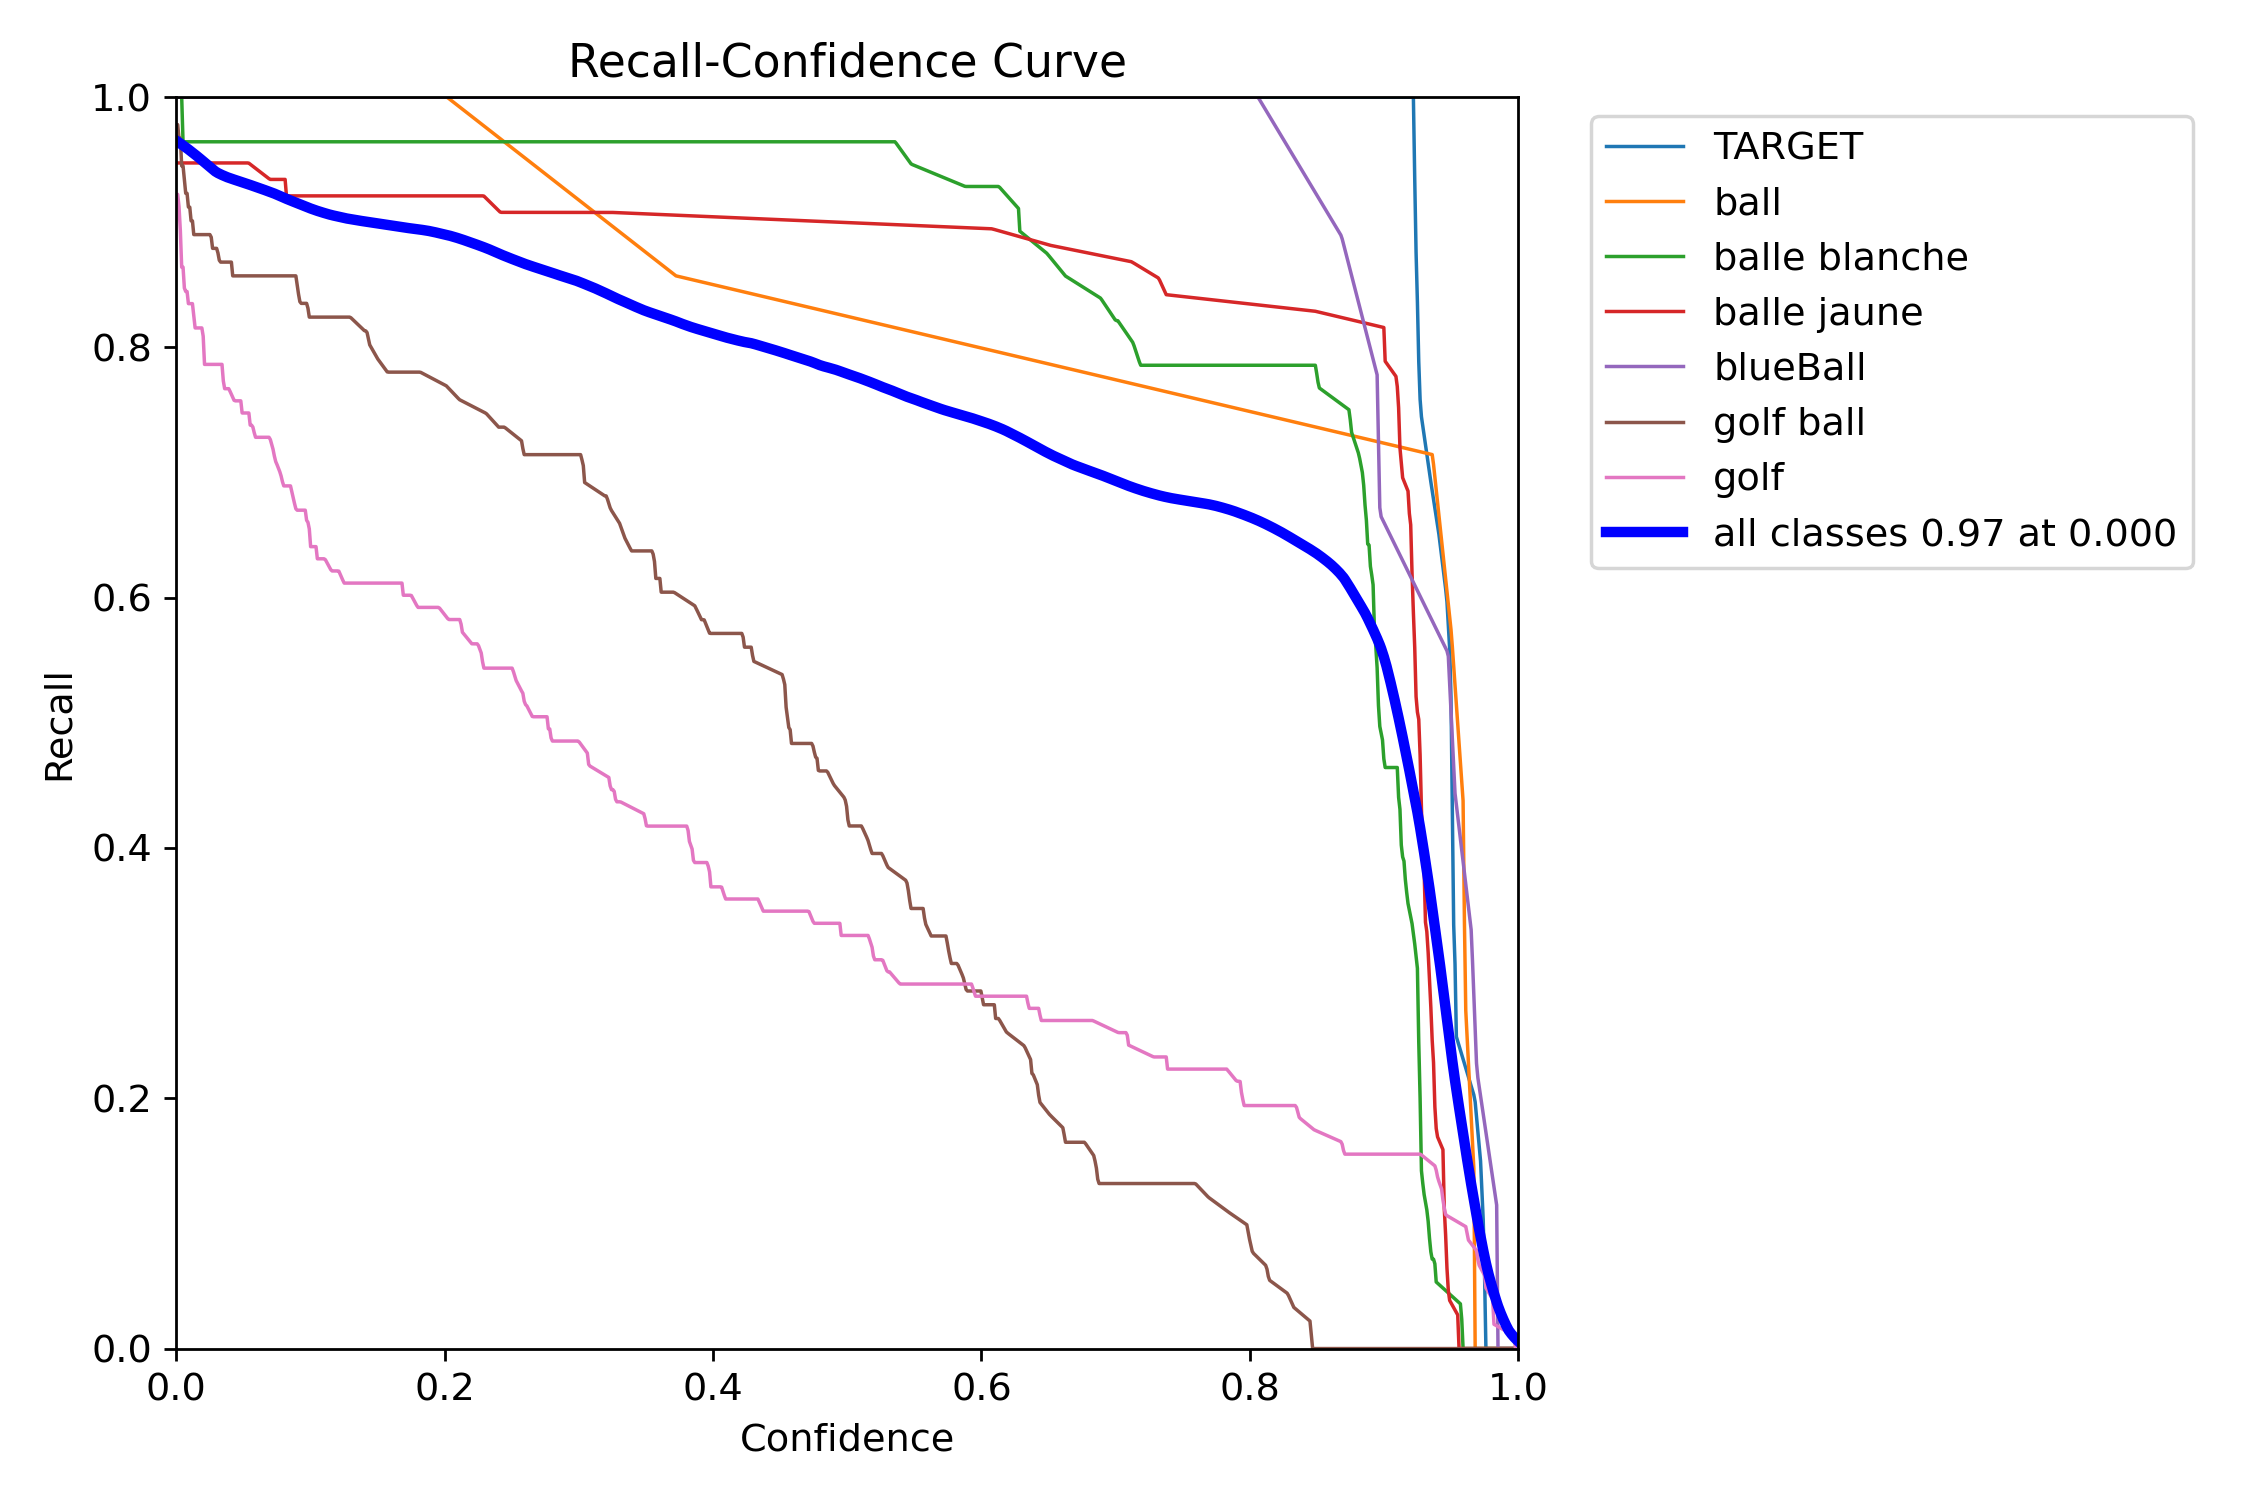 Recall-Confidence Curve
1.0
0.8
0.6
0.4
0.2
0.0
Recall
0.0 0.2 0.4 0.6 0.8 1.0
Confidence
TARGET
ball
balle blanche
balle jaune
blueBall
golf ball
golf
all classes 0.97 at 0.000